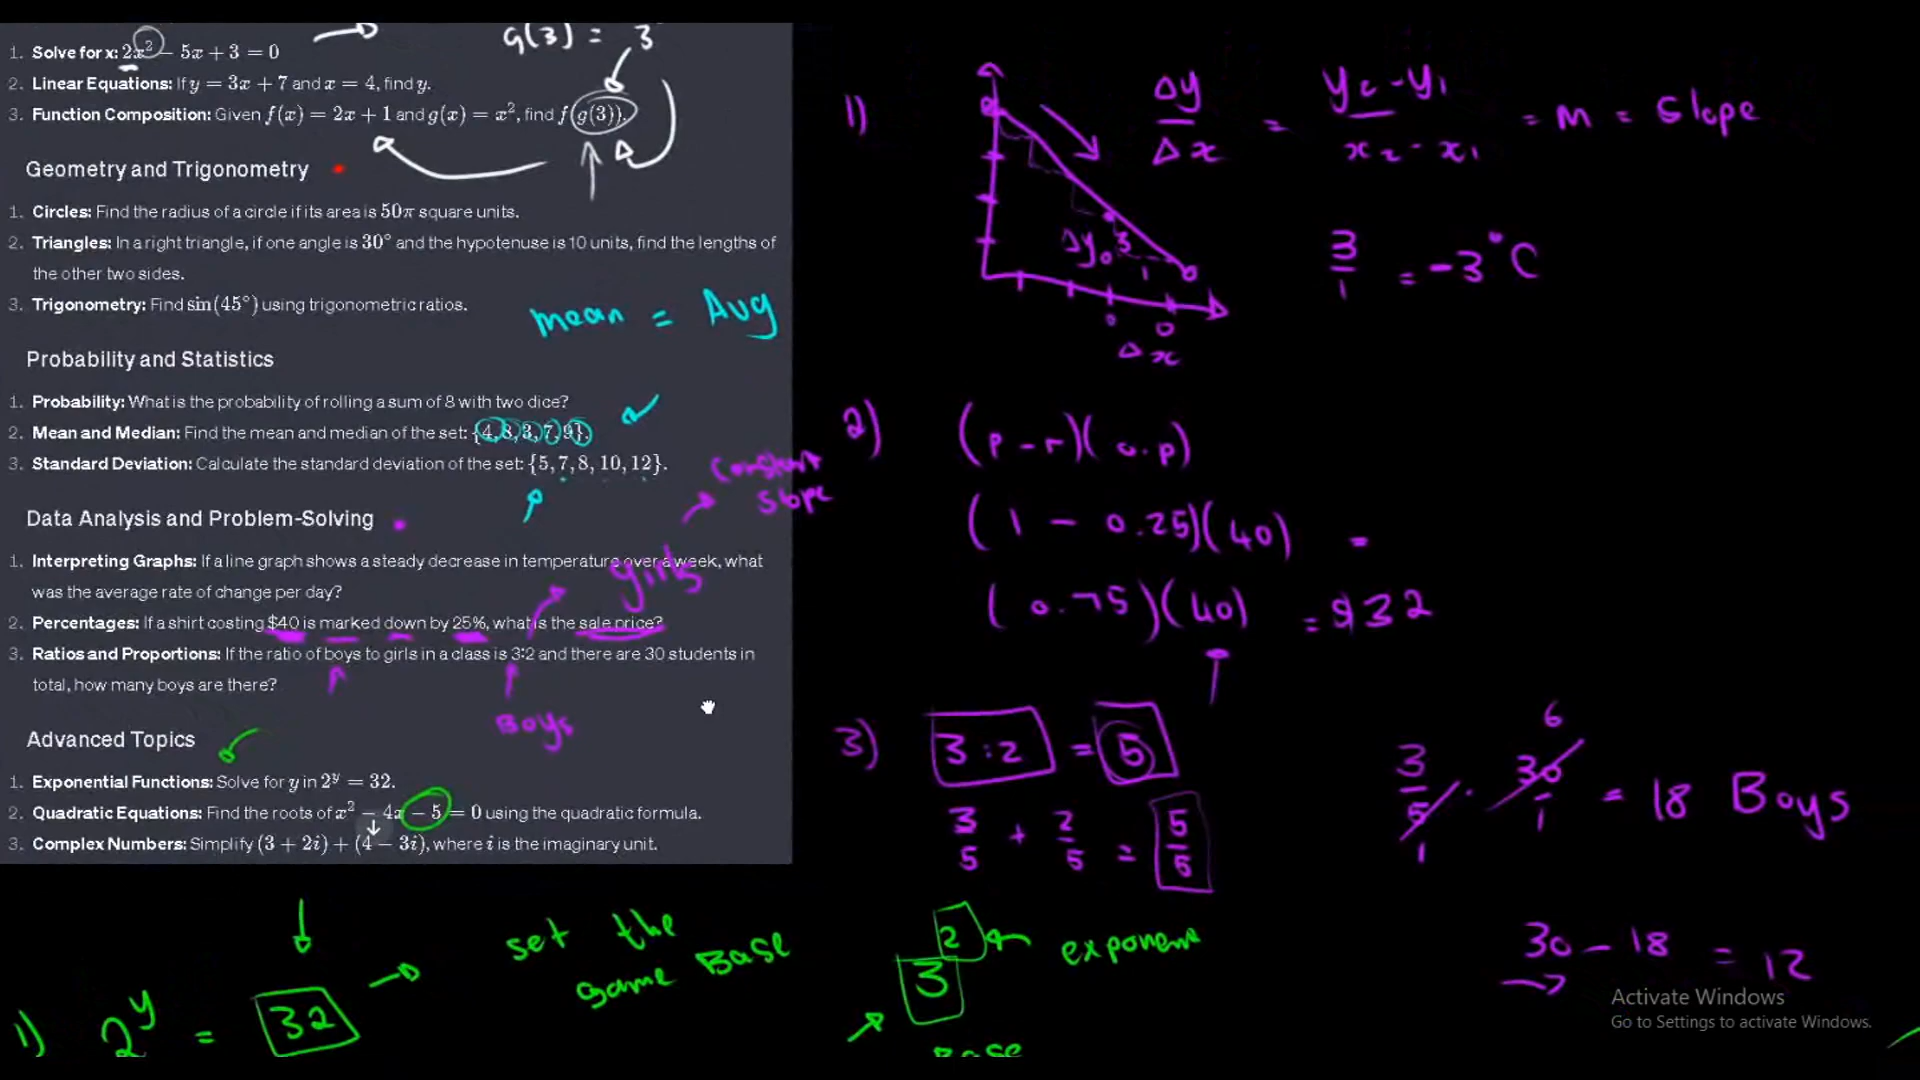 g(3) = 3
1. Solve for x: 2x² − 5x + 3 = 0
2. Linear Equations: If y = 3x + 7 and x = 4, find y.
3. Function Composition: Given f(x) = 2x + 1 and g(x) = x², find f(g(3)).
Geometry and Trigonometry
1. Circles: Find the radius of a circle if its area is 50π square units.
2. Triangles: In a right triangle, if one angle is 30° and the hypotenuse is 10 units, find the lengths of
the other two sides.
3. Trigonometry: Find sin(45°) using trigonometric ratios.
mean = Avg
Probability and Statistics
1. Probability: What is the probability of rolling a sum of 8 with two dice?
2. Mean and Median: Find the mean and median of the set: {4, 8, 3, 7, 9}.
3. Standard Deviation: Calculate the standard deviation of the set: {5, 7, 8, 10, 12}.
Constant
Slope
Data Analysis and Problem-Solving
1. Interpreting Graphs: If a line graph shows a steady decrease in temperature over a week, what
was the average rate of change per day?
girls
2. Percentages: If a shirt costing $40 is marked down by 25%, what is the sale price?
3. Ratios and Proportions: If the ratio of boys to girls in a class is 3:2 and there are 30 students in
total, how many boys are there?
Boys
Advanced Topics
1. Exponential Functions: Solve for y in 2ʸ = 32.
2. Quadratic Equations: Find the roots of x² − 4x − 5 = 0 using the quadratic formula.
3. Complex Numbers: Simplify (3 + 2i) + (4 − 3i), where i is the imaginary unit.
1)
Δy/Δx = y₂-y₁/x₂-x₁ = m = Slope
Δy 3
1
Δx
3/1 = -3°C
2) (p-r)(o.p)
(1 - 0.25)(40) =
(0.75)(40) = $32
3) 3:2 = 5
3/5 + 2/5 = 5/5
3/5 · 30/1 = 18 Boys
6
1
30 - 18 = 12
1) 2ʸ = 32
set the
same Base
3² exponent
Base
Activate Windows
Go to Settings to activate Windows.